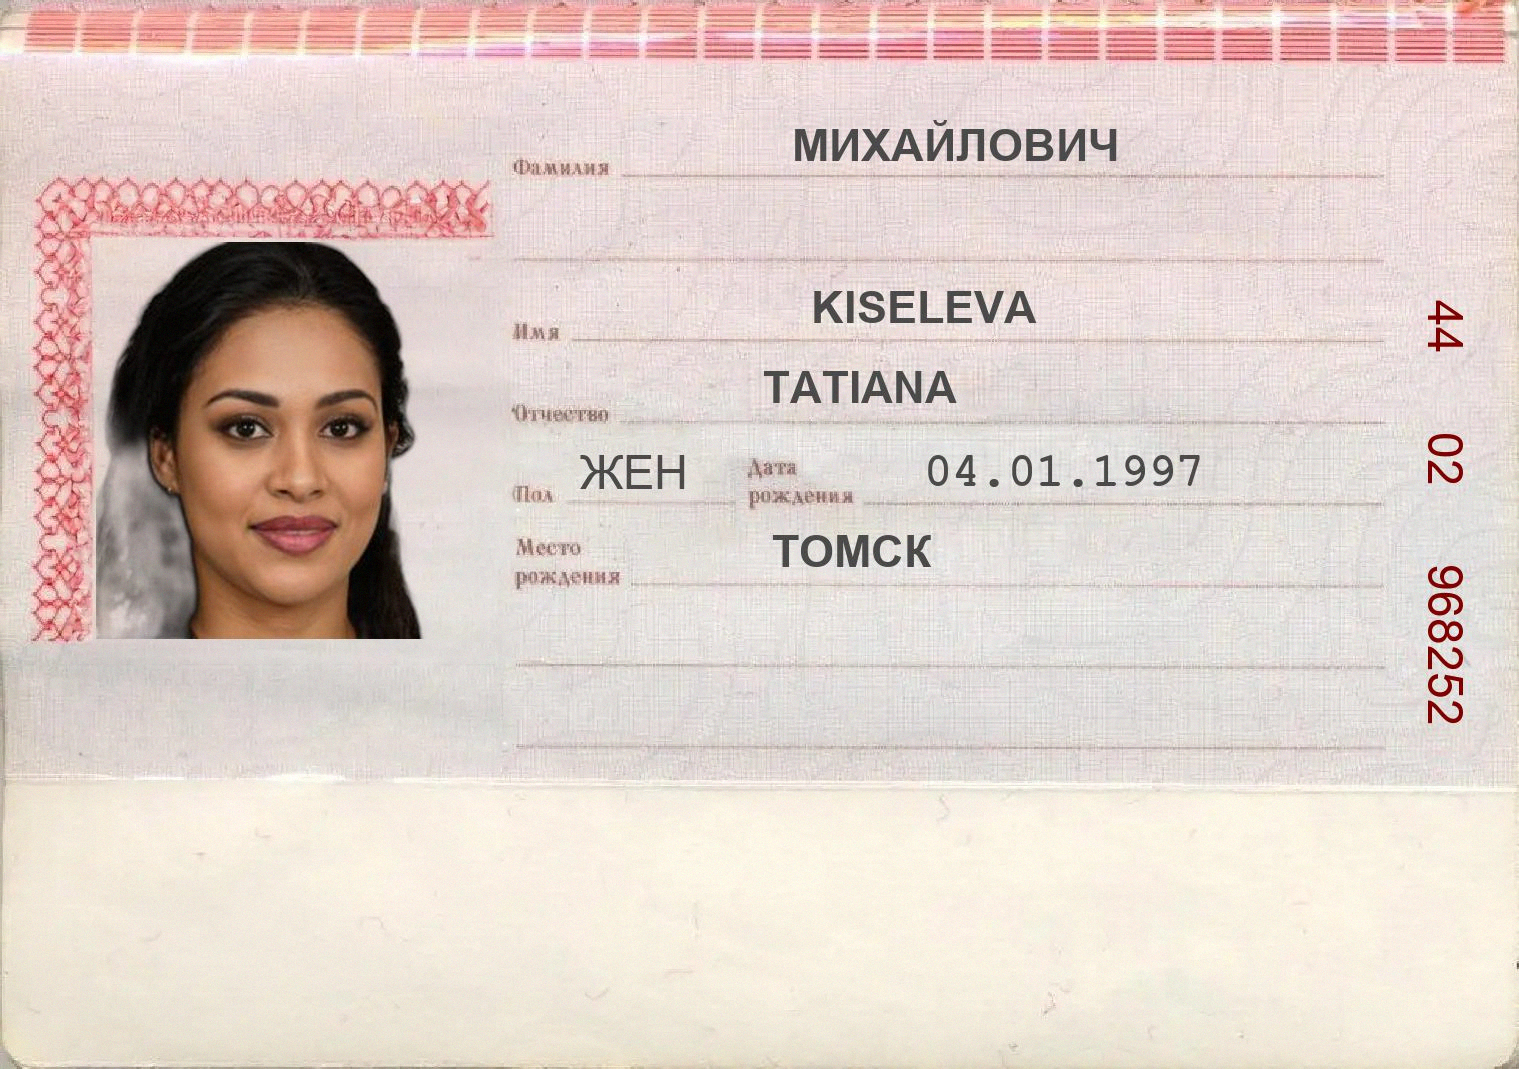 Фамилия МИХАЙЛОВИЧ
Имя KISELEVA
Отчество TATIANA
Пол ЖЕН Дата рождения 04.01.1997
Место рождения ТОМСК
44 02 968252